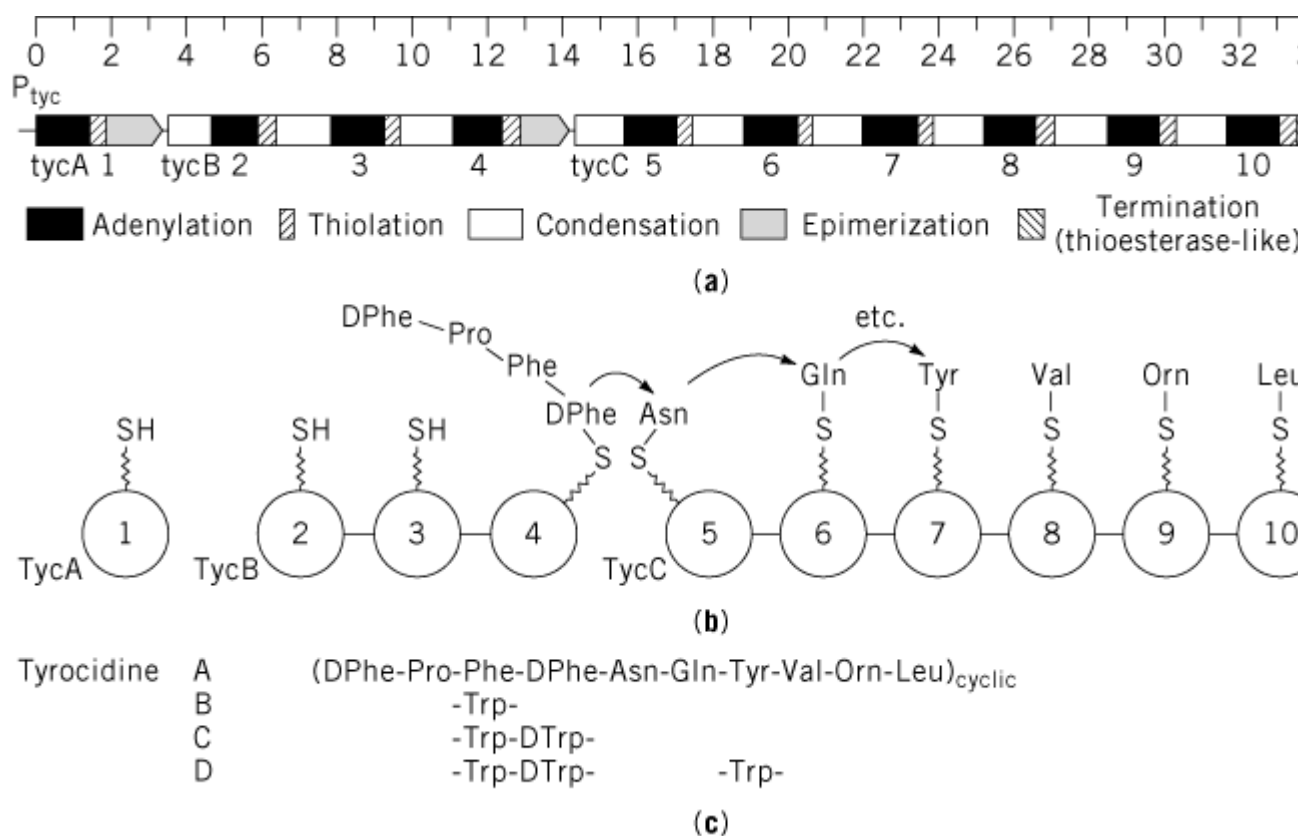 0 2 4 6 8 10 12 14 16 18 20 22 24 26 28 30 32
Ptyc
tycA 1 tycB 2 3 4 tycC 5 6 7 8 9 10
Adenylation Thiolation Condensation Epimerization Termination
(thioesterase-like)
(a)
DPhe Pro Phe DPhe Asn etc.
Gln Tyr Val Orn Leu
SH SH SH S S S S S S S
1 2 3 4 5 6 7 8 9 10
TycA TycB TycC
(b)
Tyrocidine A (DPhe-Pro-Phe-DPhe-Asn-Gln-Tyr-Val-Orn-Leu)cyclic
B -Trp-
C -Trp-DTrp-
D -Trp-DTrp- -Trp-
(c)